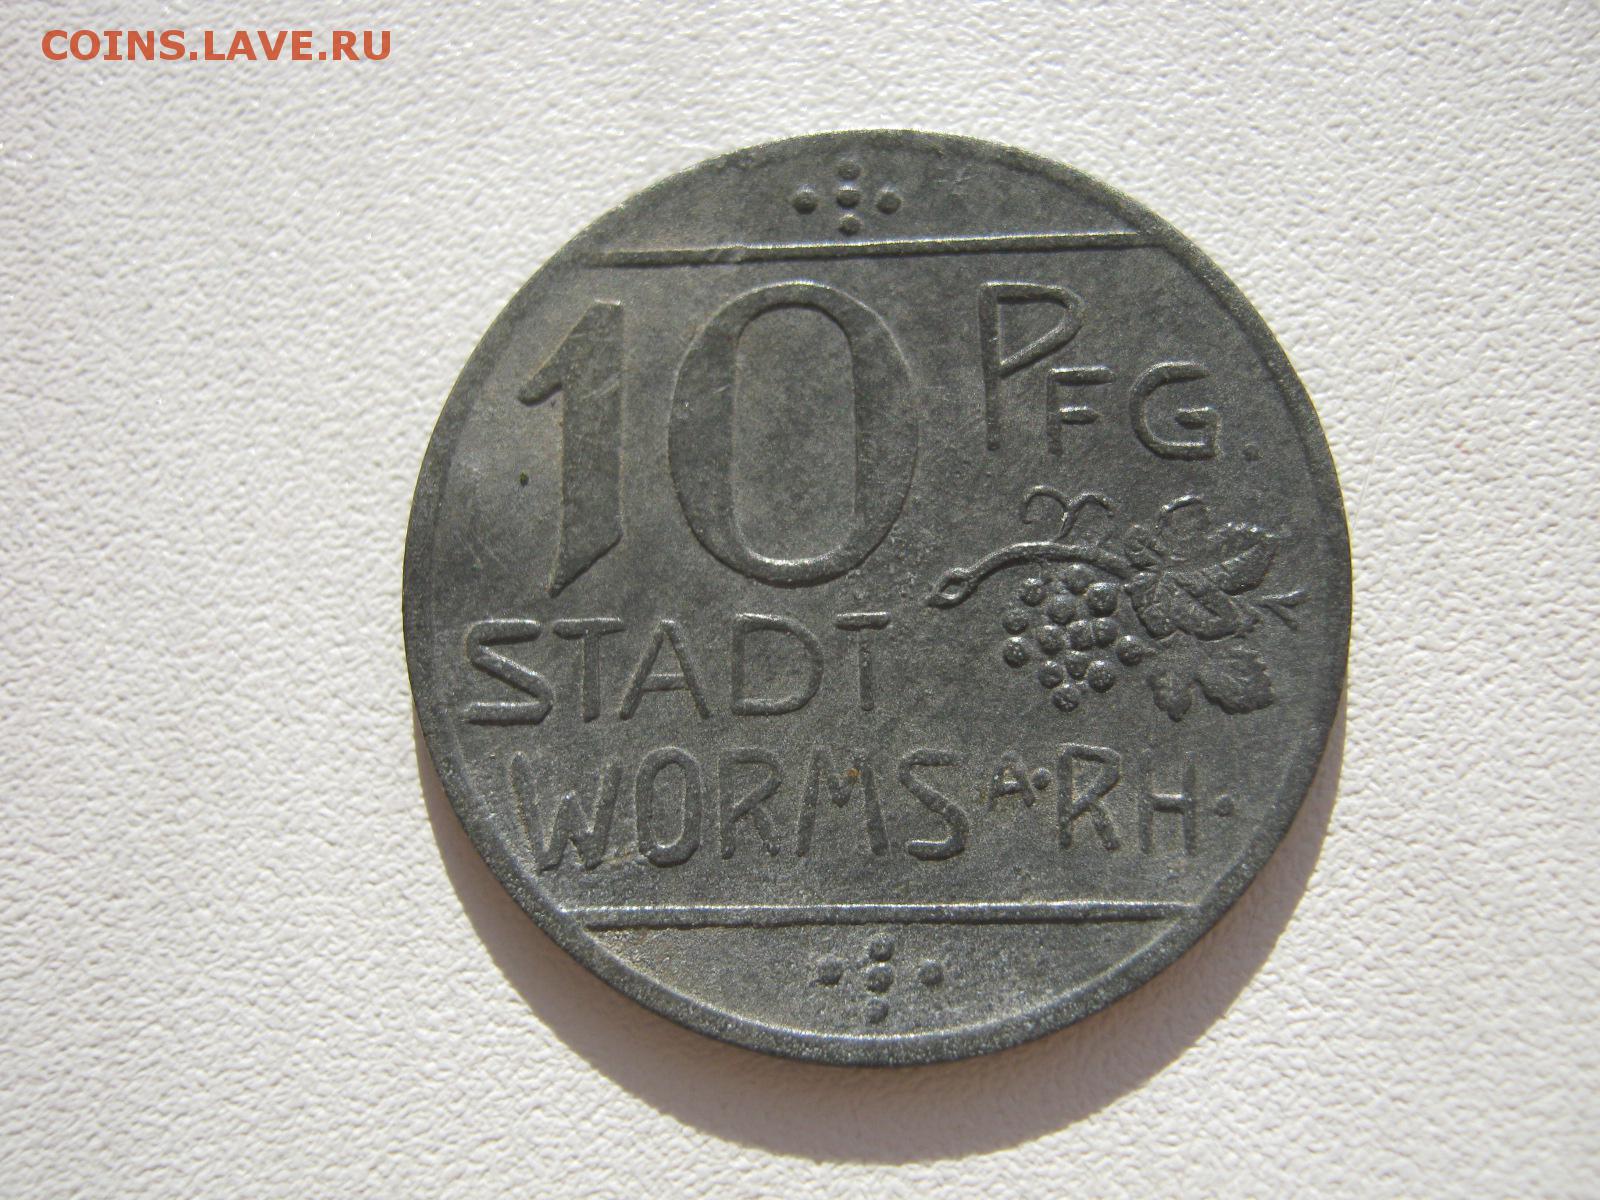 COINS.LAVE.RU
10 PFG.
STADT
WORMS A. RH.